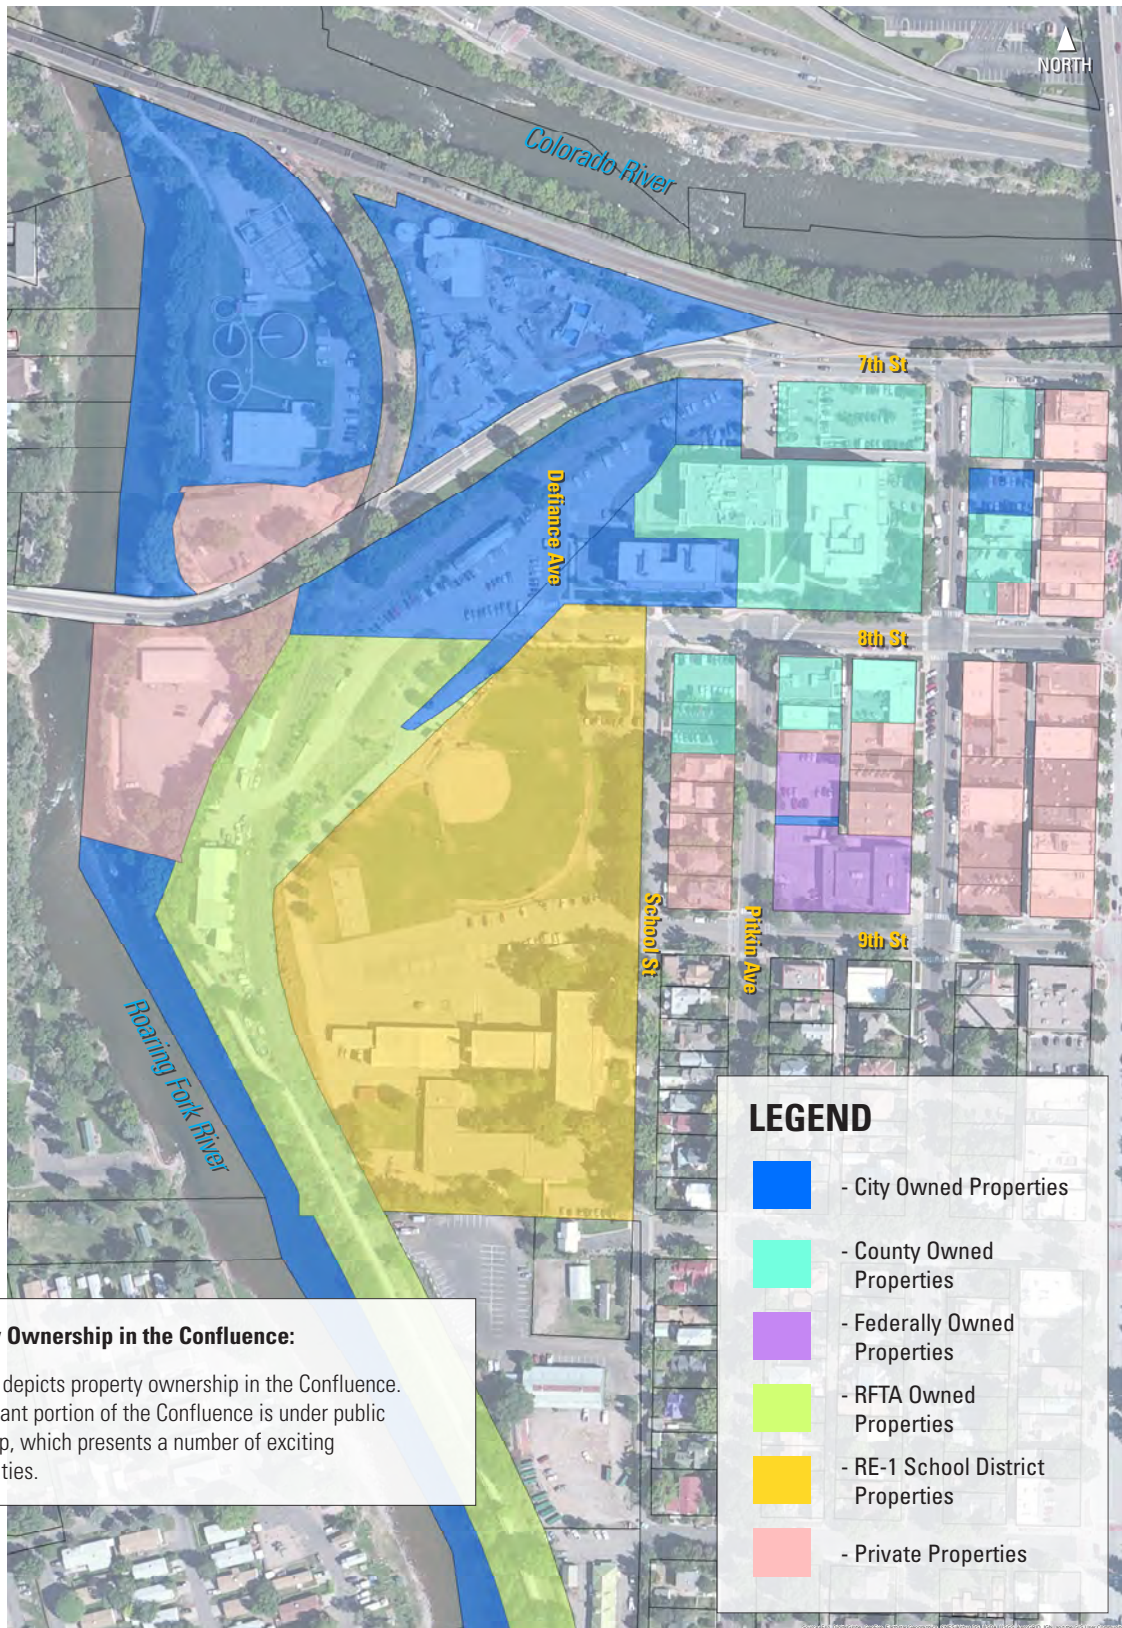 NORTH
Colorado River
7th St
Defiance Ave
8th St
School St
Pitkin Ave
9th St
Roaring Fork River
LEGEND
- City Owned Properties
- County Owned
Properties
- Federally Owned
Properties
- RFTA Owned
Properties
- RE-1 School District
Properties
- Private Properties
Ownership in the Confluence:
depicts property ownership in the Confluence.
ant portion of the Confluence is under public
p, which presents a number of exciting
ties.